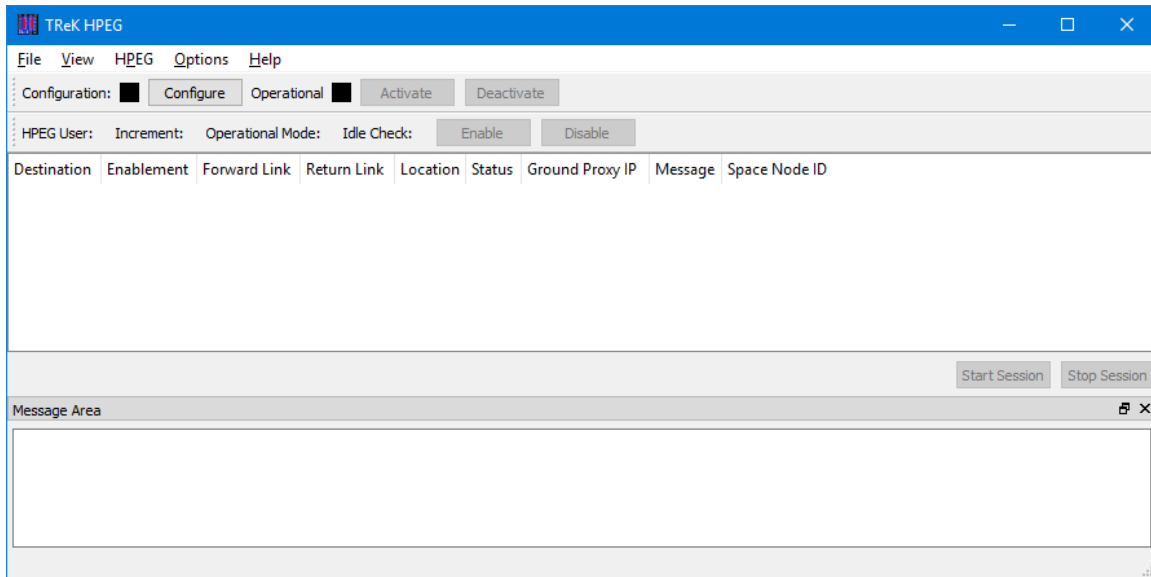 TReK HPEG
File View HPEG Options Help
Configuration: Configure Operational Activate Deactivate
HPEG User: Increment: Operational Mode: Idle Check: Enable Disable
Destination Enablement Forward Link Return Link Location Status Ground Proxy IP Message Space Node ID
Start Session Stop Session
Message Area